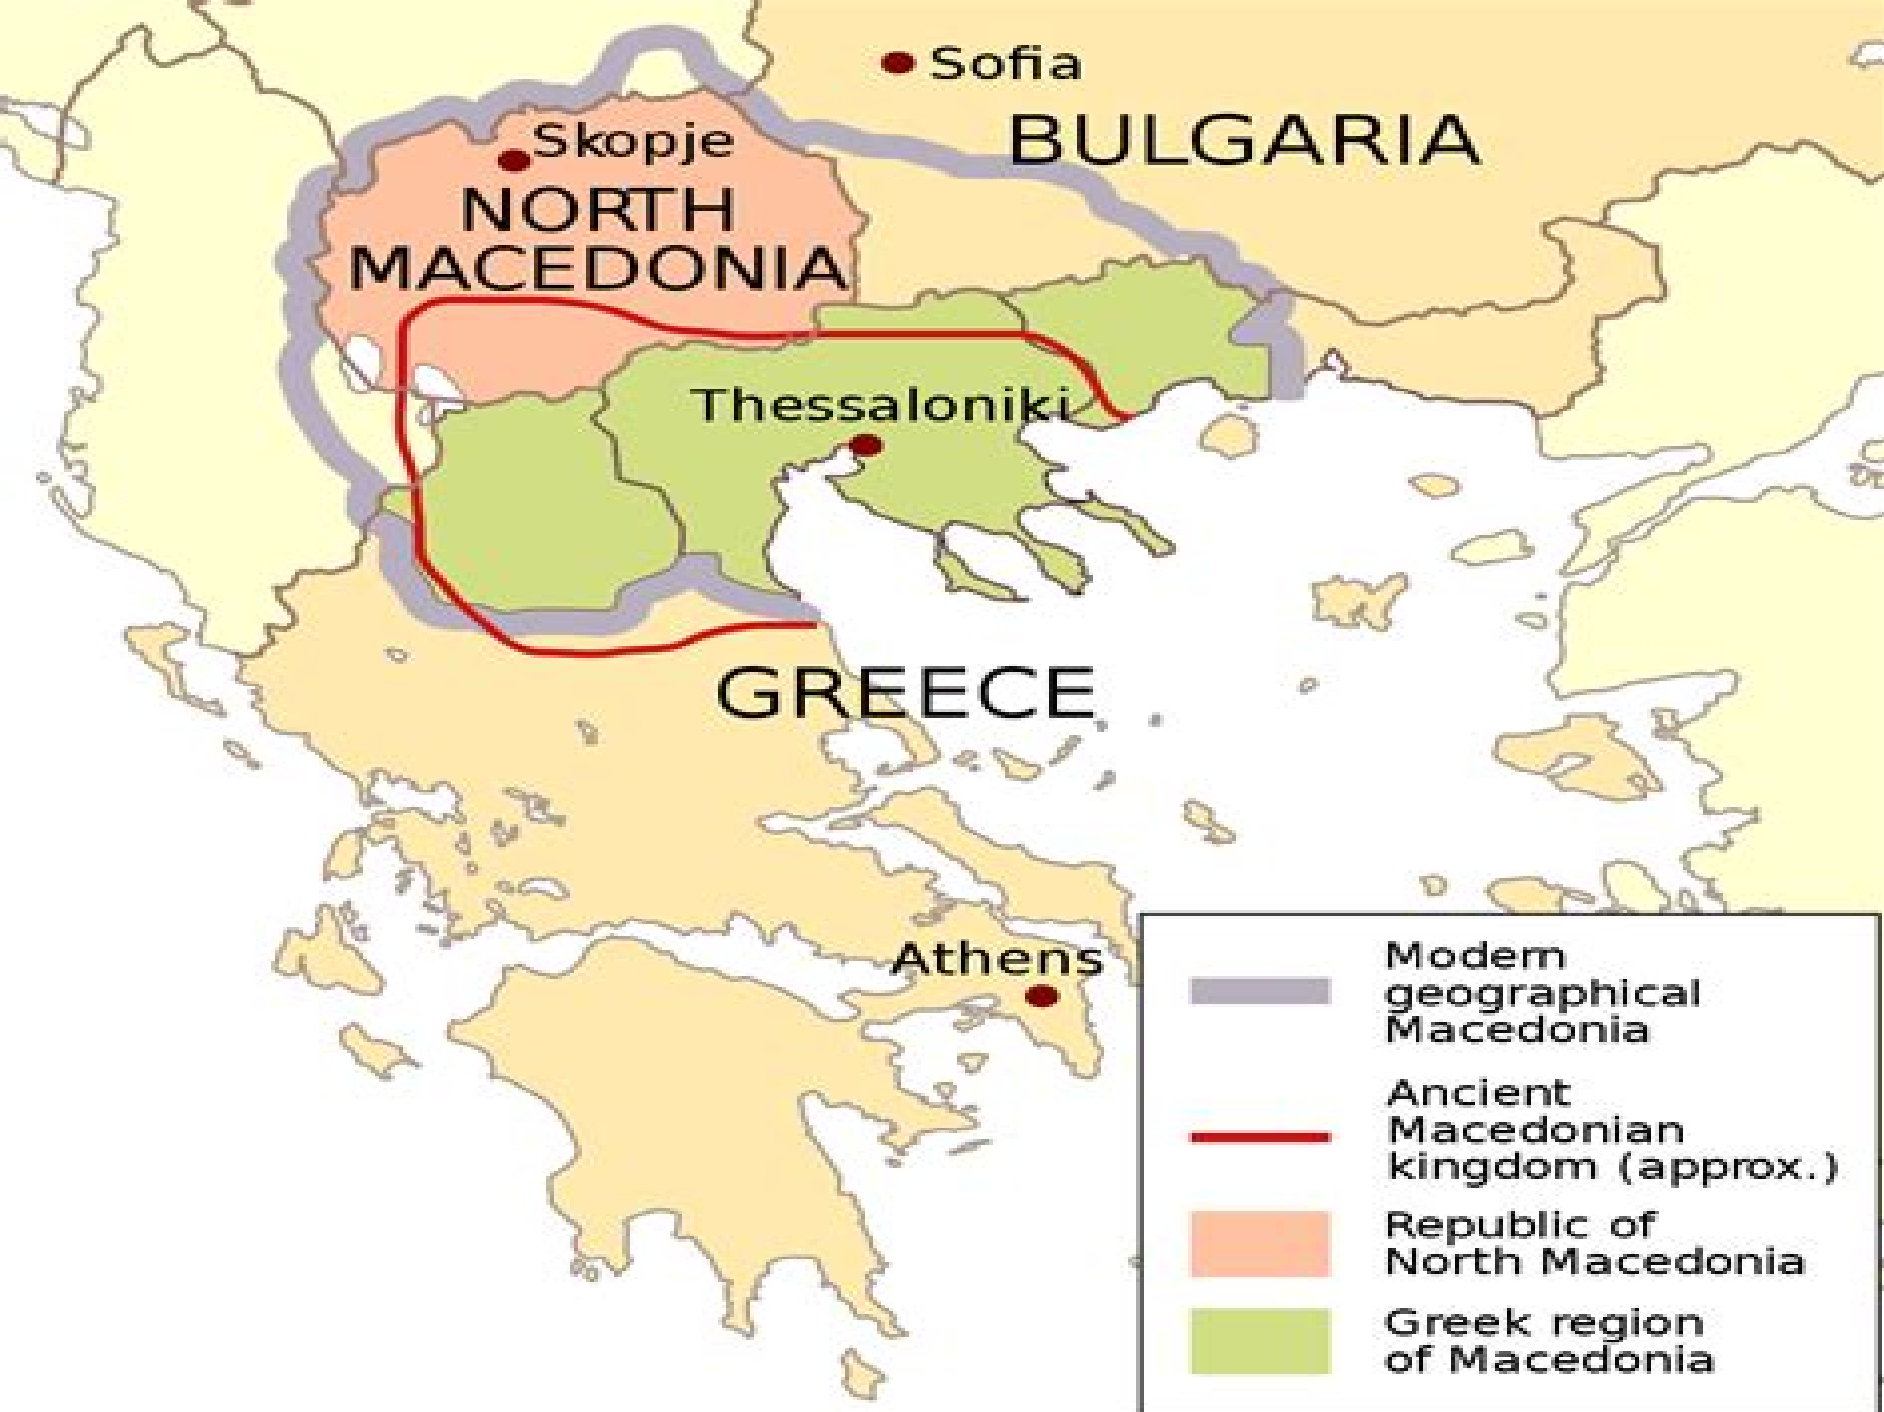 Sofia
BULGARIA
Skopje
NORTH
MACEDONIA
Thessaloniki
GREECE
Athens
Modern
geographical
Macedonia
Ancient
Macedonian
kingdom (approx.)
Republic of
North Macedonia
Greek region
of Macedonia